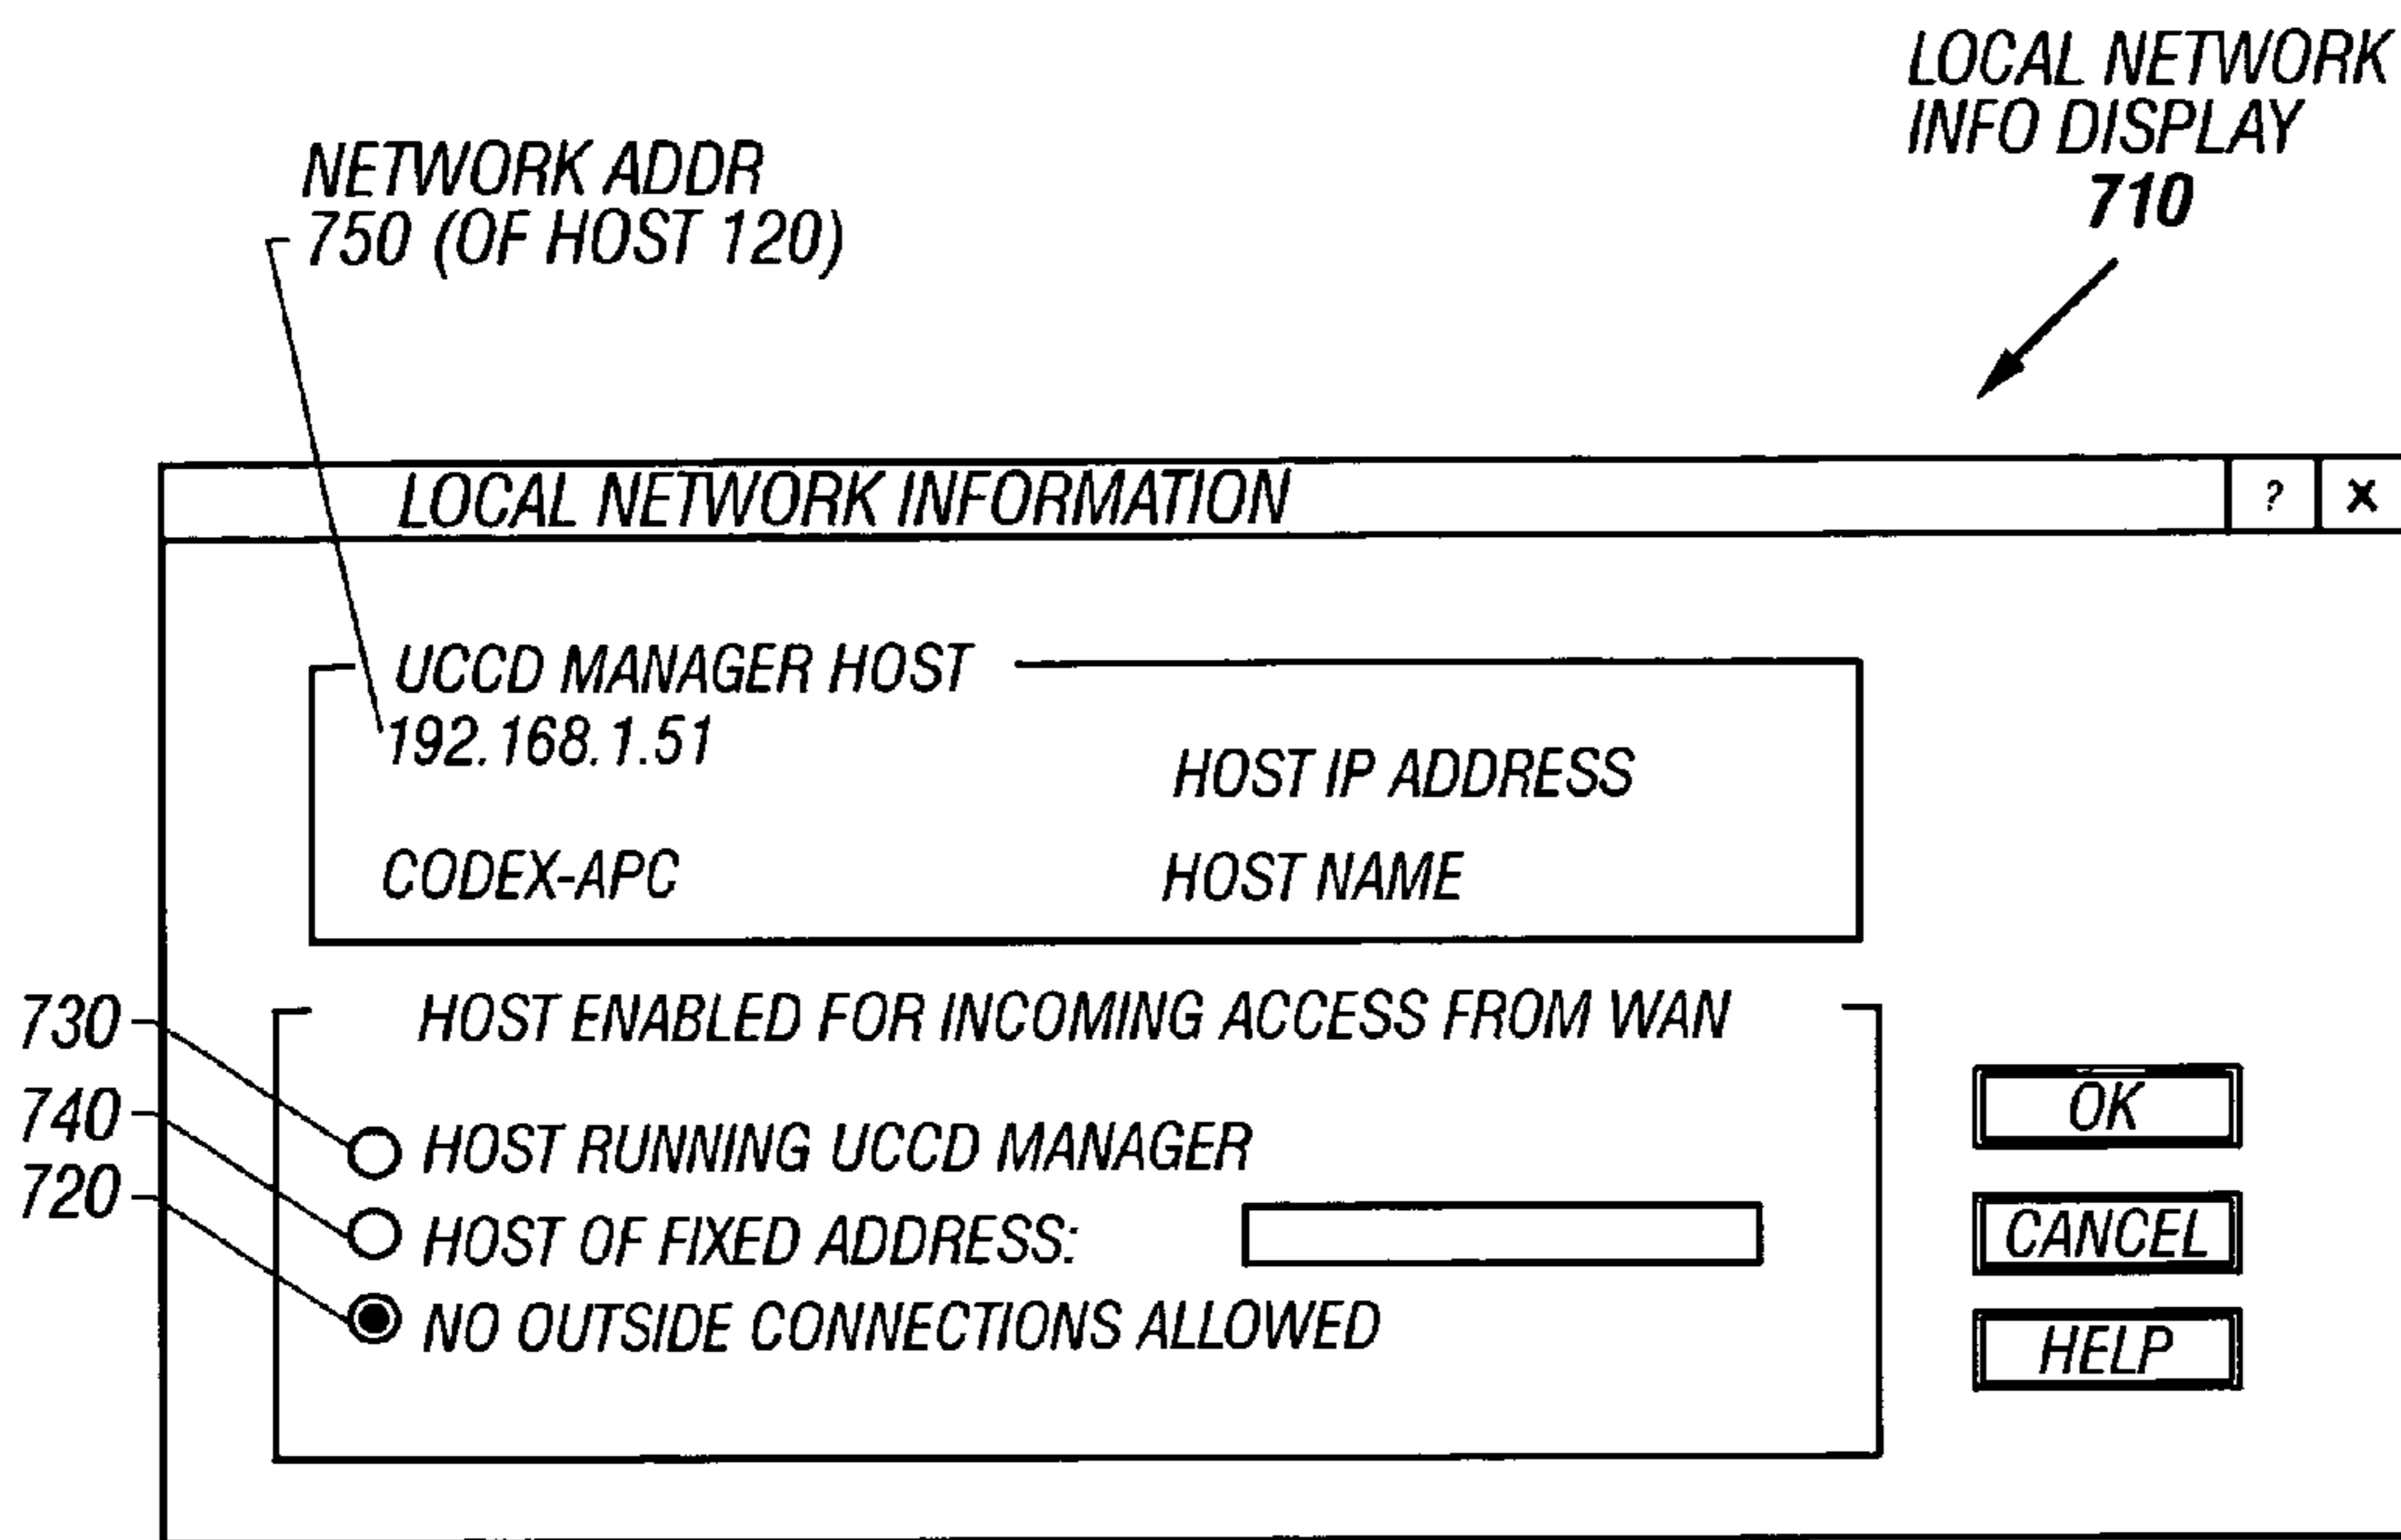 LOCAL NETWORK
INFO DISPLAY
710
NETWORK ADDR
750 (OF HOST 120)
LOCAL NETWORK INFORMATION ? X
UCCD MANAGER HOST
192.168.1.51
HOST IP ADDRESS
CODEX-APC HOST NAME
HOST ENABLED FOR INCOMING ACCESS FROM WAN
730
740
720
HOST RUNNING UCCD MANAGER
HOST OF FIXED ADDRESS:
NO OUTSIDE CONNECTIONS ALLOWED
OK
CANCEL
HELP